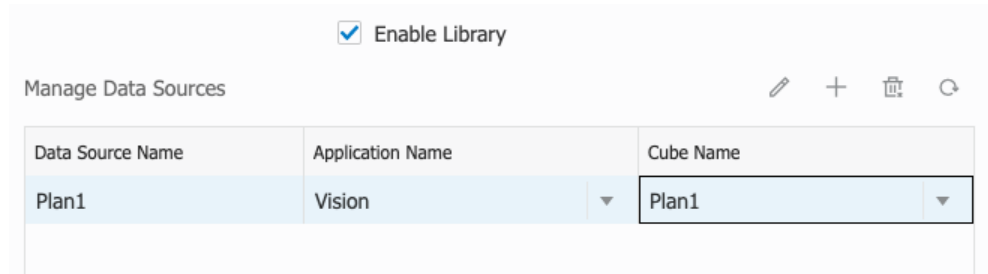 Enable Library
Manage Data Sources
Data Source Name Application Name Cube Name
Plan1 Vision Plan1